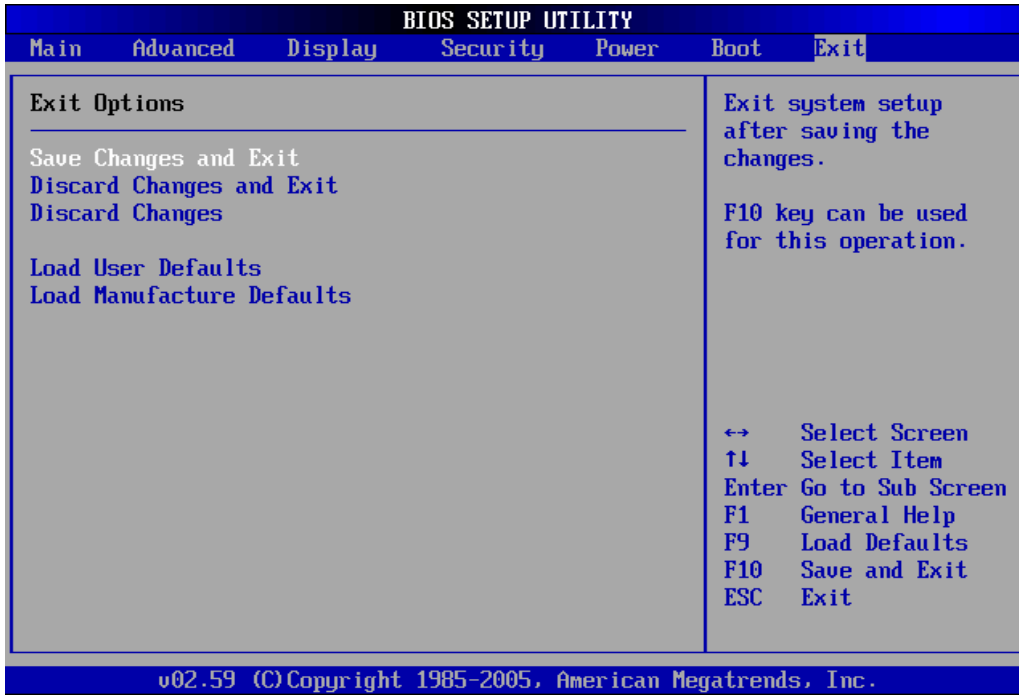 BIOS SETUP UTILITY
Main Advanced Display Security Power Boot Exit
Exit Options
Save Changes and Exit
Discard Changes and Exit
Discard Changes
Load User Defaults
Load Manufacture Defaults
Exit system setup
after saving the
changes.
F10 key can be used
for this operation.
←→ Select Screen
↑↓ Select Item
Enter Go to Sub Screen
F1 General Help
F9 Load Defaults
F10 Save and Exit
ESC Exit
v02.59 (C)Copyright 1985-2005, American Megatrends, Inc.